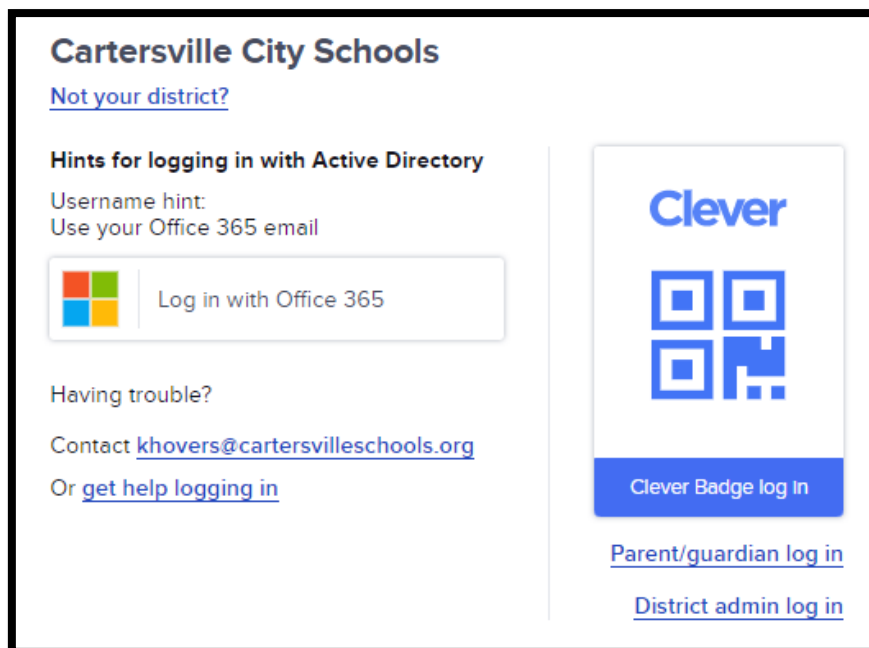 Cartersville City Schools
Not your district?
Hints for logging in with Active Directory
Username hint:
Use your Office 365 email
Log in with Office 365
Having trouble?
Contact khovers@cartersvilleschools.org
Or get help logging in
Clever
Clever Badge log in
Parent/guardian log in
District admin log in